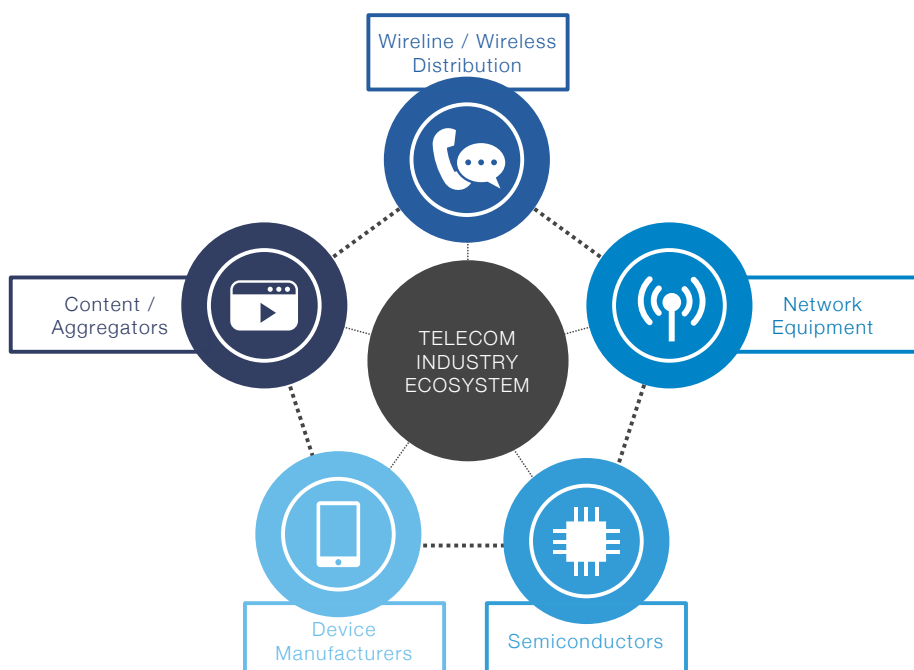 Wireline / Wireless
Distribution
Content /
Aggregators
TELECOM
INDUSTRY
ECOSYSTEM
Network
Equipment
Device
Manufacturers
Semiconductors